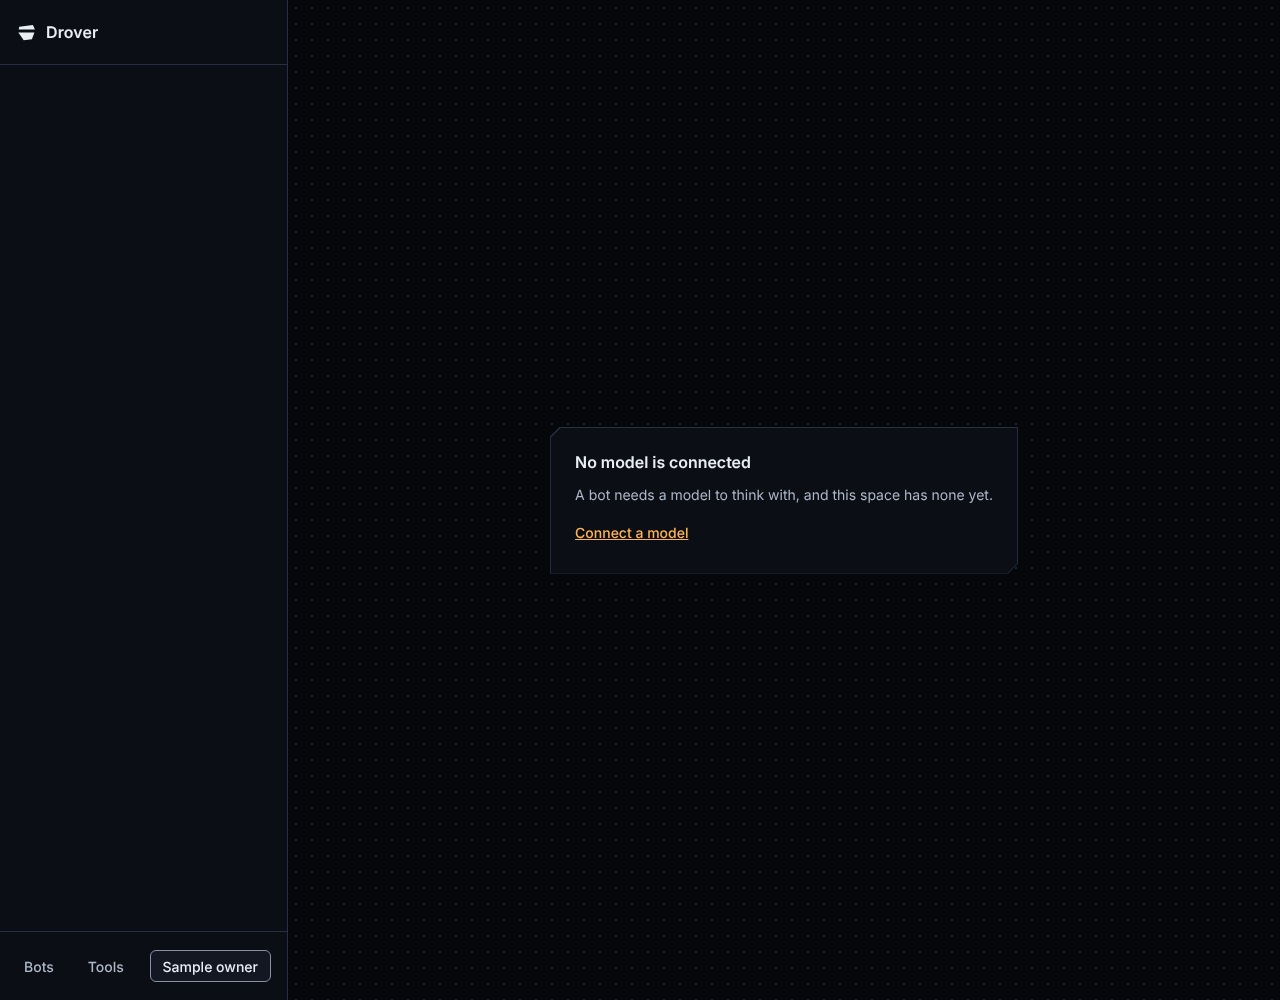 Drover
No model is connected
A bot needs a model to think with, and this space has none yet.
Connect a model
Bots
Tools
Sample owner